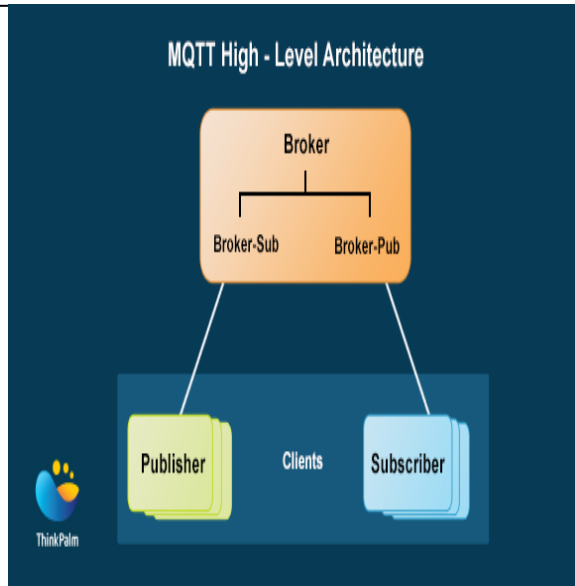 MQTT High - Level Architecture
Broker
Broker-Sub
Broker-Pub
Publisher
Clients
Subscriber
ThinkPalm